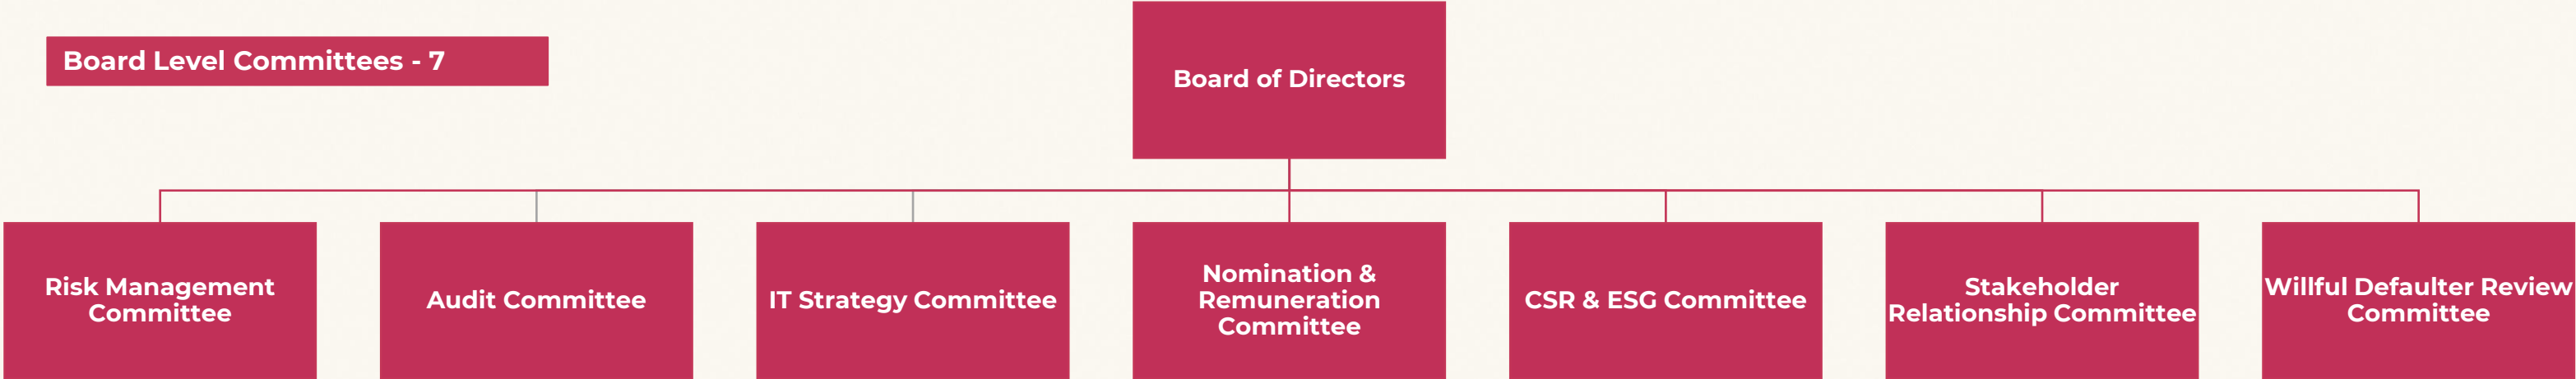 Board Level Committees - 7
Board of Directors
Risk Management
Committee
Audit Committee
IT Strategy Committee
Nomination &
Remuneration
Committee
CSR & ESG Committee
Stakeholder
Relationship Committee
Willful Defaulter Review
Committee